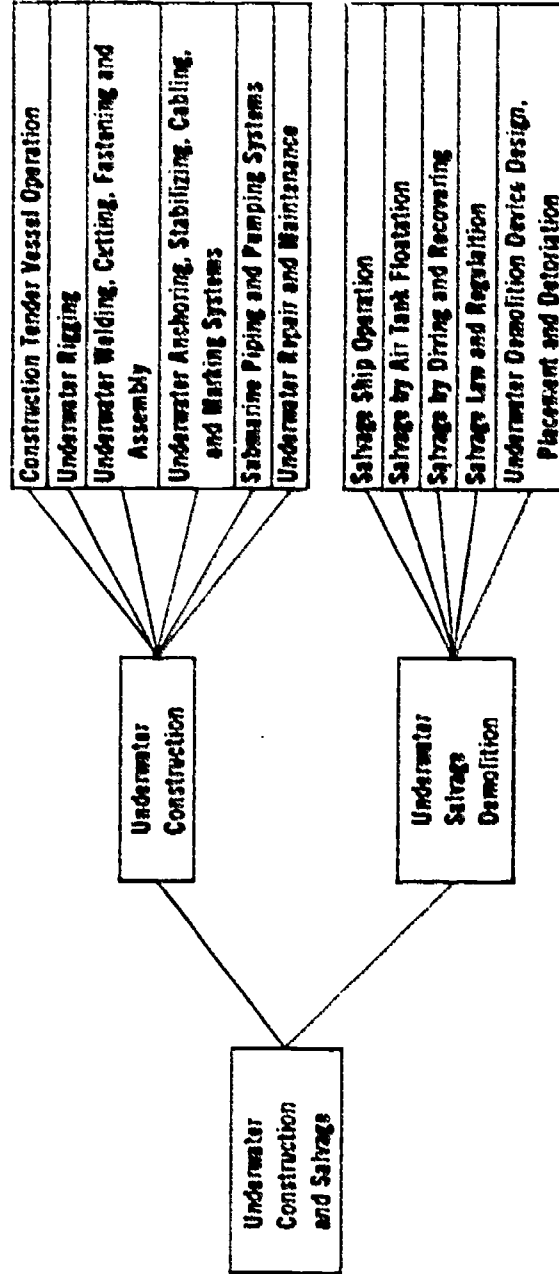 Underwater
Construction
and Salvage
Underwater
Construction
Construction Tender Vessel Operation
Underwater Rigging
Underwater Welding, Cutting, Fastening and
Assembly
Underwater Anchoring, Stabilizing, Cabling,
and Marking Systems
Submarine Piping and Pumping Systems
Underwater Repair and Maintenance
Underwater
Salvage
Demolition
Salvage Ship Operation
Salvage by Air Tank Floatation
Salvage by Diving and Recovering
Salvage Law and Regulation
Underwater Demolition Device Design,
Placement and Detoriation